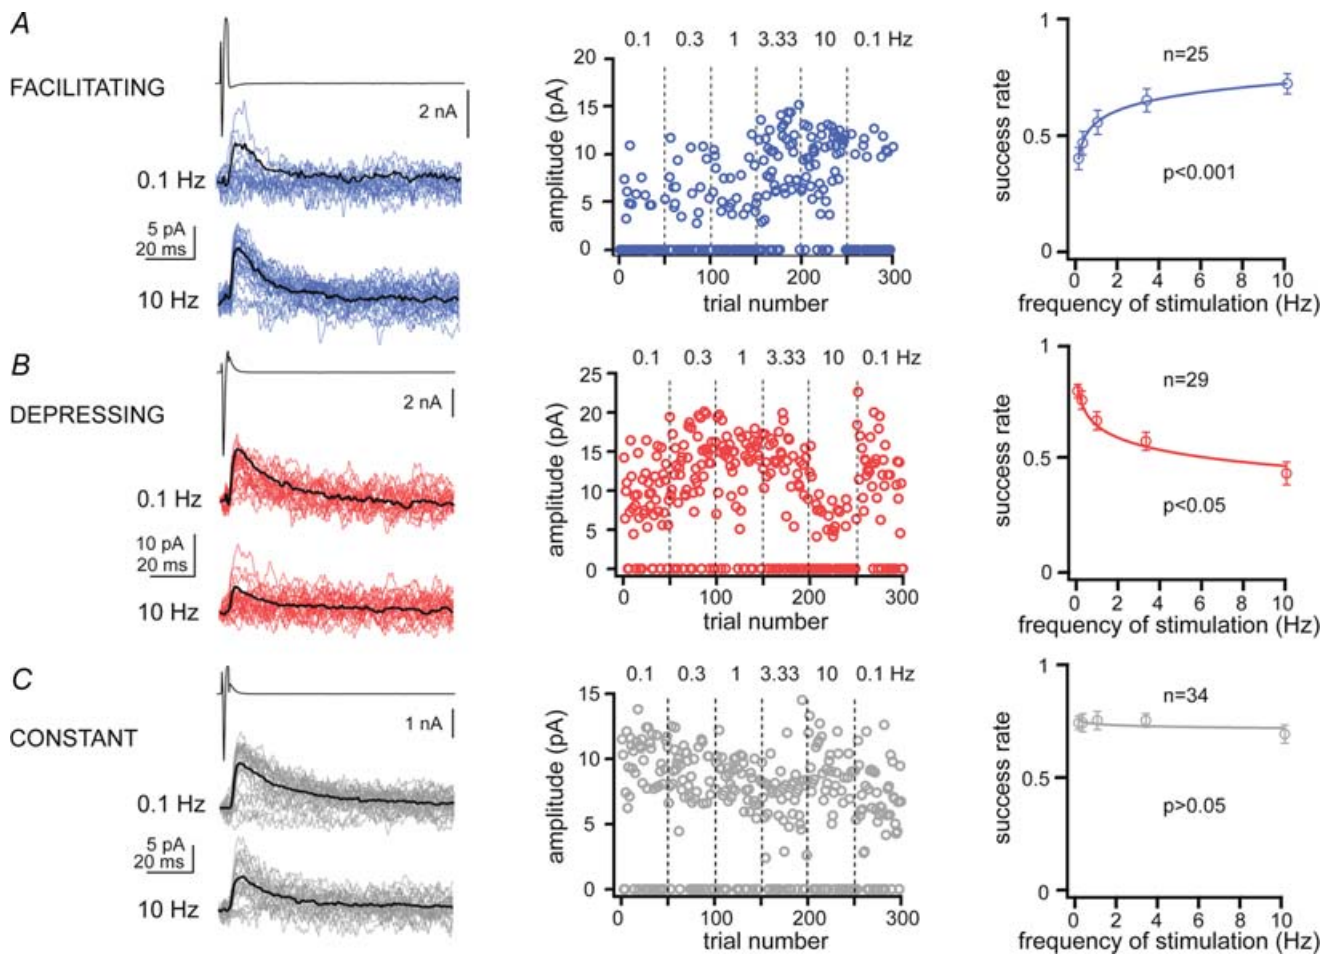 A
FACILITATING
2 nA
0.1 Hz
5 pA
20 ms
10 Hz
0.1 0.3 1 3.33 10 0.1 Hz
20
15
10
5
0
amplitude (pA)
0 100 200 300
trial number
1
0.5
0
success rate
n=25
p<0.001
0 2 4 6 8 10
frequency of stimulation (Hz)
B
DEPRESSING
2 nA
0.1 Hz
10 pA
20 ms
10 Hz
0.1 0.3 1 3.33 10 0.1 Hz
25
20
15
10
5
0
amplitude (pA)
0 100 200 300
trial number
1
0.5
0
success rate
n=29
p<0.05
0 2 4 6 8 10
frequency of stimulation (Hz)
C
CONSTANT
1 nA
0.1 Hz
5 pA
20 ms
10 Hz
0.1 0.3 1 3.33 10 0.1 Hz
15
10
5
0
amplitude (pA)
0 100 200 300
trial number
1
0.5
0
success rate
n=34
p>0.05
0 2 4 6 8 10
frequency of stimulation (Hz)